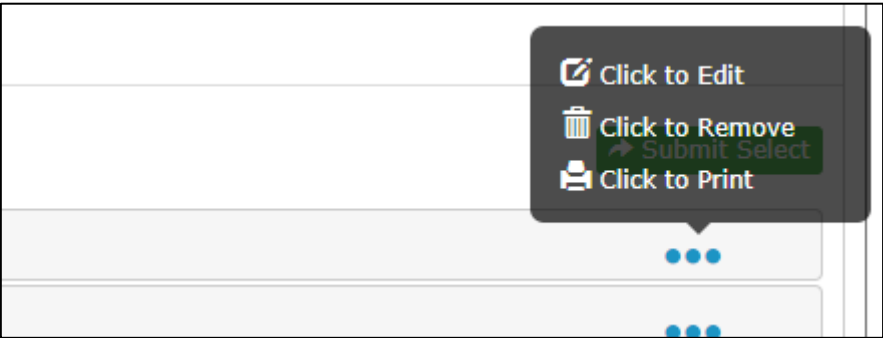 Click to Edit
Click to Remove
Submit Select
Click to Print